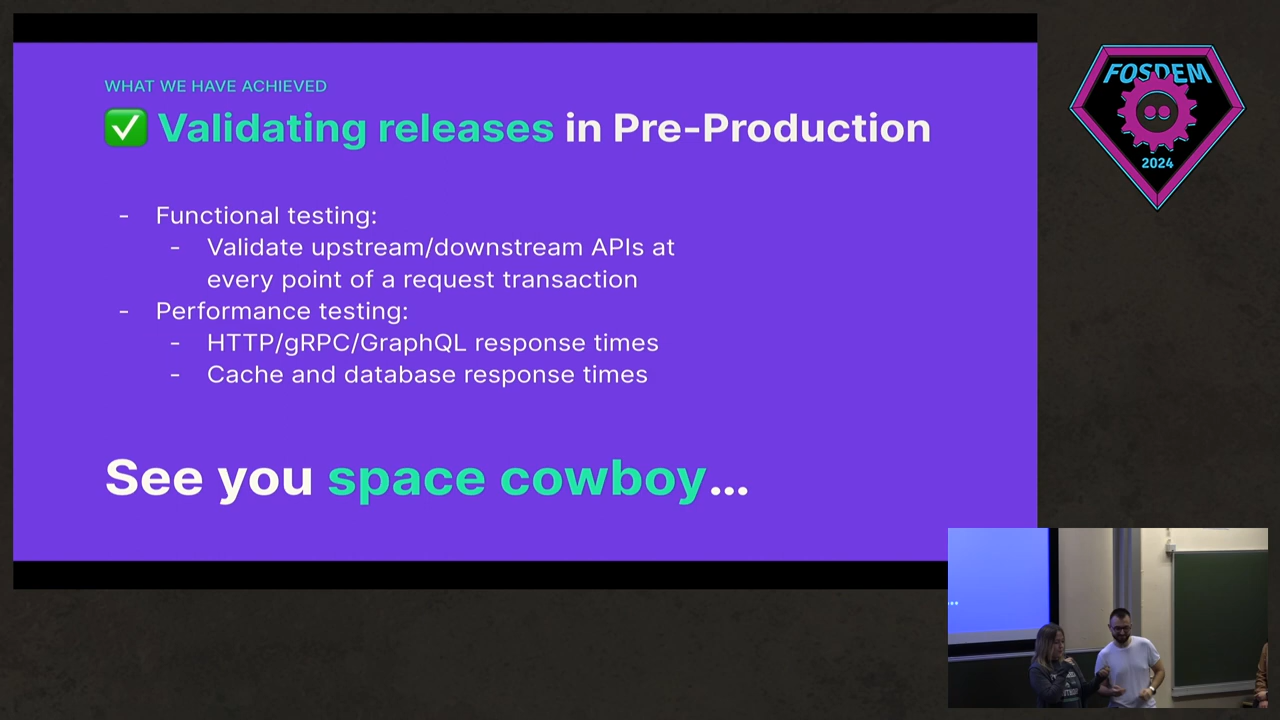 WHAT WE HAVE ACHIEVED
✅ Validating releases in Pre-Production
- Functional testing:
- Validate upstream/downstream APIs at
every point of a request transaction
- Performance testing:
- HTTP/gRPC/GraphQL response times
- Cache and database response times
See you space cowboy...
FOSDEM
2024